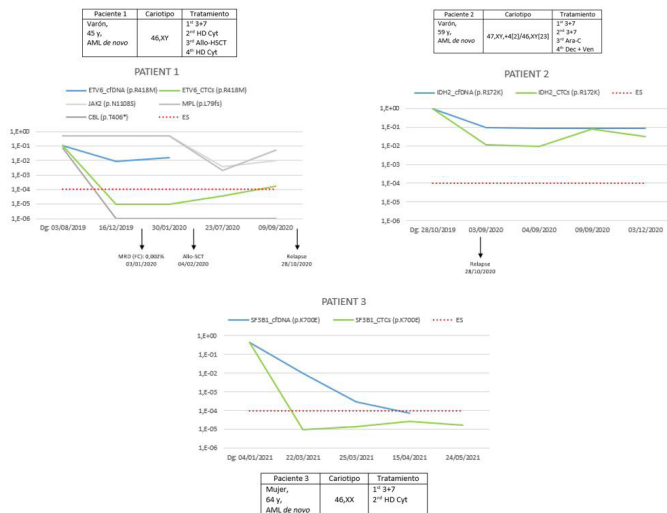 Paciente 1 Cariotipo Tratamiento
Varón,
45 y,
AML de novo
46,XY
1st 3+7
2nd HD Cyt
3rd Allo-HSCT
4th HD Cyt
Paciente 2 Cariotipo Tratamiento
Varón,
59 y,
AML de novo
47,XY,+4[2]/46,XY[23]
1st 3+7
2nd 3+7
3rd Ara-C
4th Dec + Ven
PATIENT 1
ETV6_cfDNA (p.R418M) ETV6_CTCs (p.R418M)
JAK2 (p.N1108S) MPL (p.L79fs)
CBL (p.T406*) ES
1,E+00
1,E-01
1,E-02
1,E-03
1,E-04
1,E-05
1,E-06
Dg: 03/08/2019 16/12/2019 30/01/2020 23/07/2020 09/09/2020
MRD (FC): 0,002%
03/01/2020
Allo-SCT
04/02/2020
Relapse
28/10/2020
PATIENT 2
IDH2_cfDNA (p.R172K) IDH2_CTCs (p.R172K) ES
1,E+00
1,E-01
1,E-02
1,E-03
1,E-04
1,E-05
1,E-06
Dg: 28/10/2019 03/09/2020 04/09/2020 09/09/2020 03/12/2020
Relapse
28/10/2020
PATIENT 3
SF3B1_cfDNA (p.K700E) SF3B1_CTCs (p.K700E) ES
1,E+00
1,E-01
1,E-02
1,E-03
1,E-04
1,E-05
1,E-06
Dg: 04/01/2021 22/03/2021 25/03/2021 15/04/2021 24/05/2021
Paciente 3 Cariotipo Tratamiento
Mujer,
64 y,
AML de novo
46,XX
1st 3+7
2nd HD Cyt